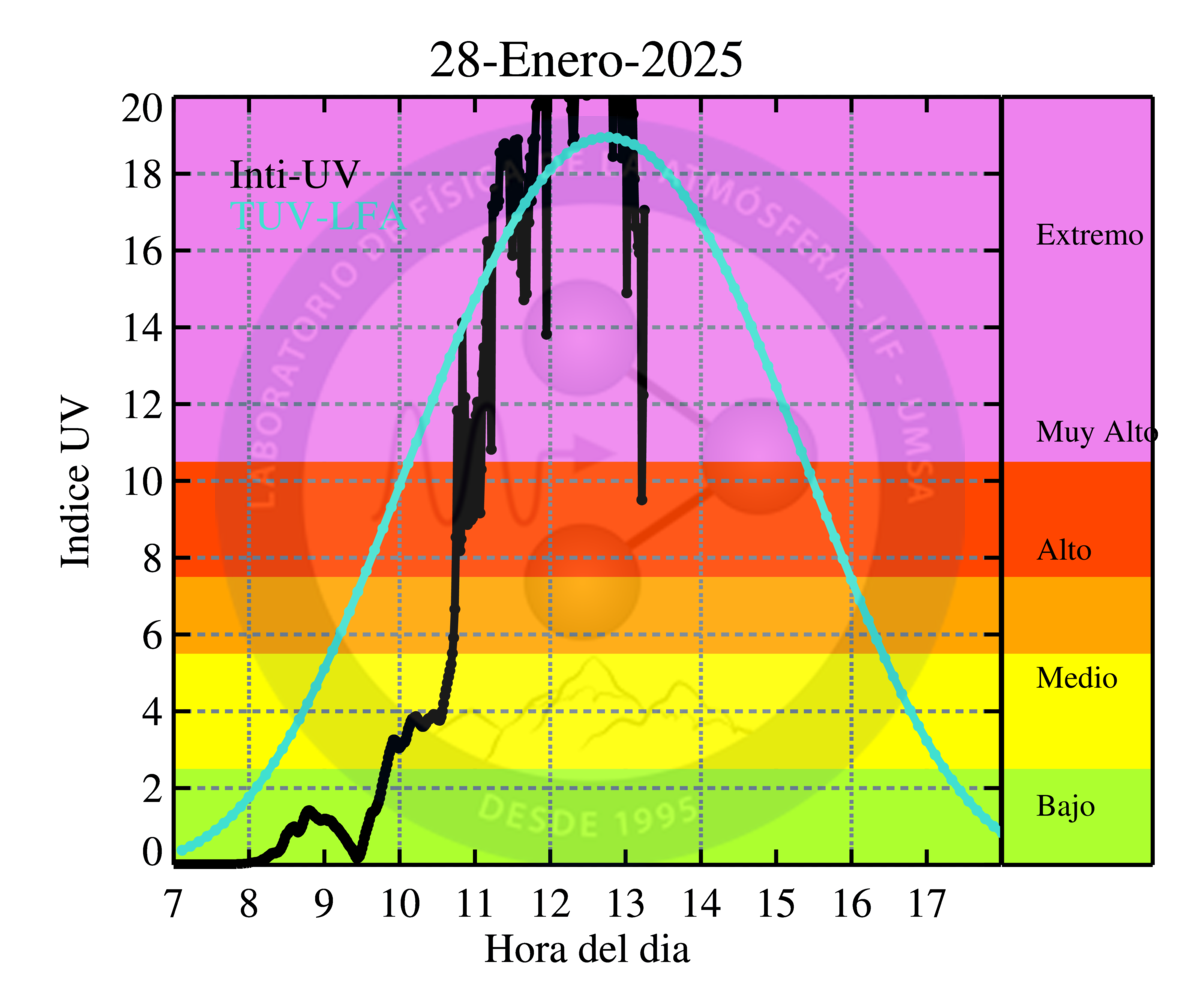 28-Enero-2025
Inti-UV
TUV-LFA
LABORATORIO DE FÍSICA DE LA ATMÓSFERA - IIF - UMSA
DESDE 1995
Indice UV
20
18
16
14
12
10
8
6
4
2
0
7 8 9 10 11 12 13 14 15 16 17
Hora del dia
Extremo
Muy Alto
Alto
Medio
Bajo